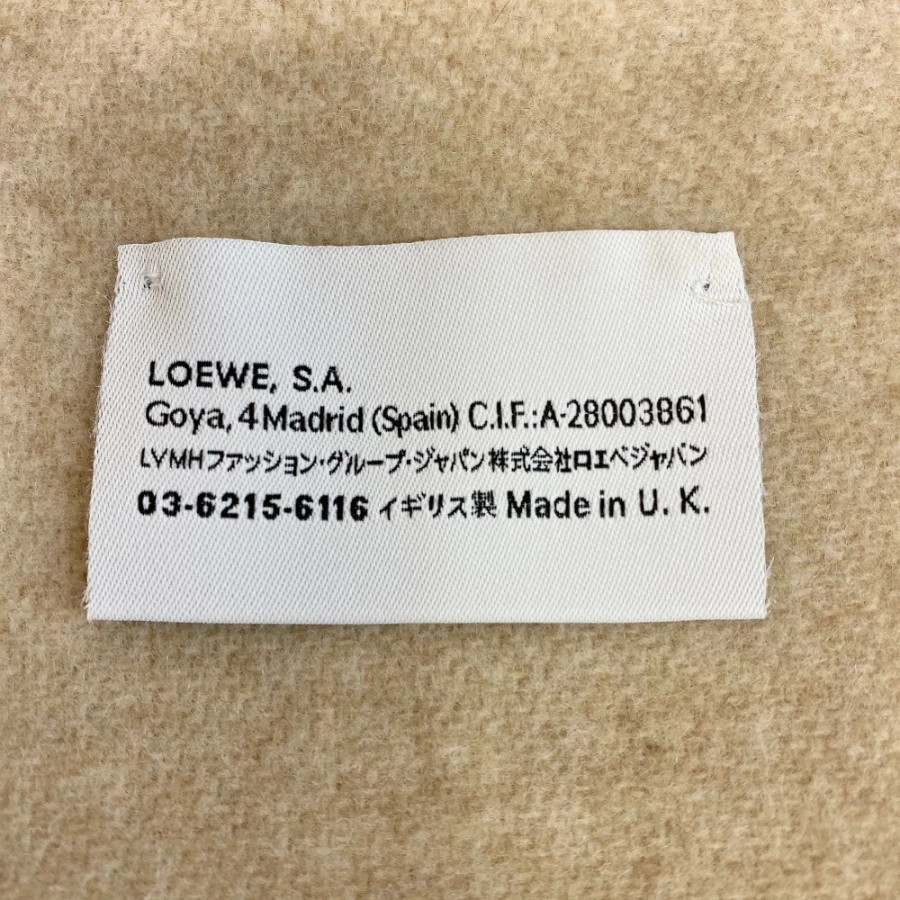 LOEWE, S.A.
Goya, 4 Madrid (Spain) C.I.F.:A-28003861
LVMHファッション・グループ・ジャパン株式会社ロエベジャパン
03-6215-6116 イギリス製 Made in U. K.